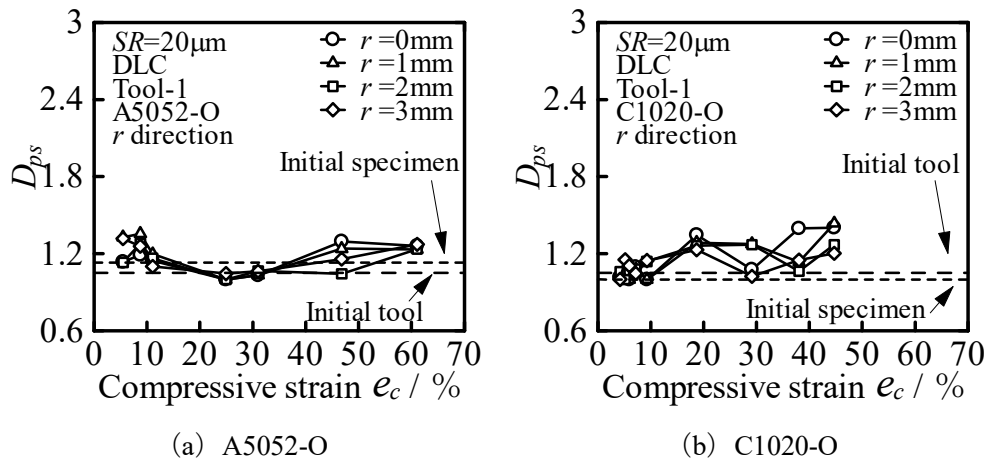 3
2.4
1.8
1.2
0.6
D_ps
SR=20μm
DLC
Tool-1
A5052-O
r direction
r =0mm
r =1mm
r =2mm
r =3mm
Initial specimen
Initial tool
0 10 20 30 40 50 60 70
Compressive strain e_c / %
(a) A5052-O
3
2.4
1.8
1.2
0.6
D_ps
SR=20μm
DLC
Tool-1
C1020-O
r direction
r =0mm
r =1mm
r =2mm
r =3mm
Initial tool
Initial specimen
0 10 20 30 40 50 60 70
Compressive strain e_c / %
(b) C1020-O